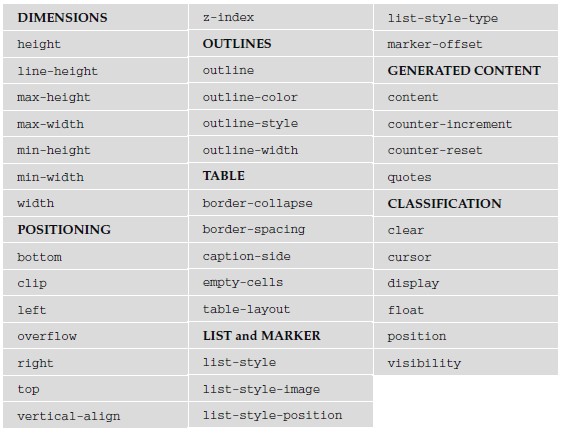 DIMENSIONS
height
line-height
max-height
max-width
min-height
min-width
width
POSITIONING
bottom
clip
left
overflow
right
top
vertical-align
z-index
OUTLINES
outline
outline-color
outline-style
outline-width
TABLE
border-collapse
border-spacing
caption-side
empty-cells
table-layout
LIST and MARKER
list-style
list-style-image
list-style-position
list-style-type
marker-offset
GENERATED CONTENT
content
counter-increment
counter-reset
quotes
CLASSIFICATION
clear
cursor
display
float
position
visibility